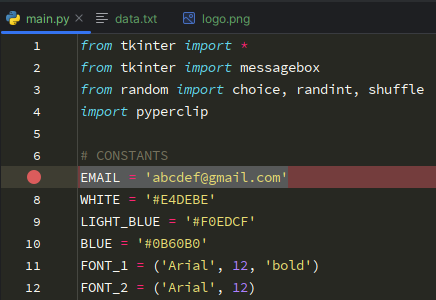 main.py × data.txt logo.png
1 from tkinter import *
2 from tkinter import messagebox
3 from random import choice, randint, shuffle
4 import pyperclip
5
6 # CONSTANTS
EMAIL = 'abcdef@gmail.com'
8 WHITE = '#E4DEBE'
9 LIGHT_BLUE = '#F0EDCF'
10 BLUE = '#0B60B0'
11 FONT_1 = ('Arial', 12, 'bold')
12 FONT_2 = ('Arial', 12)